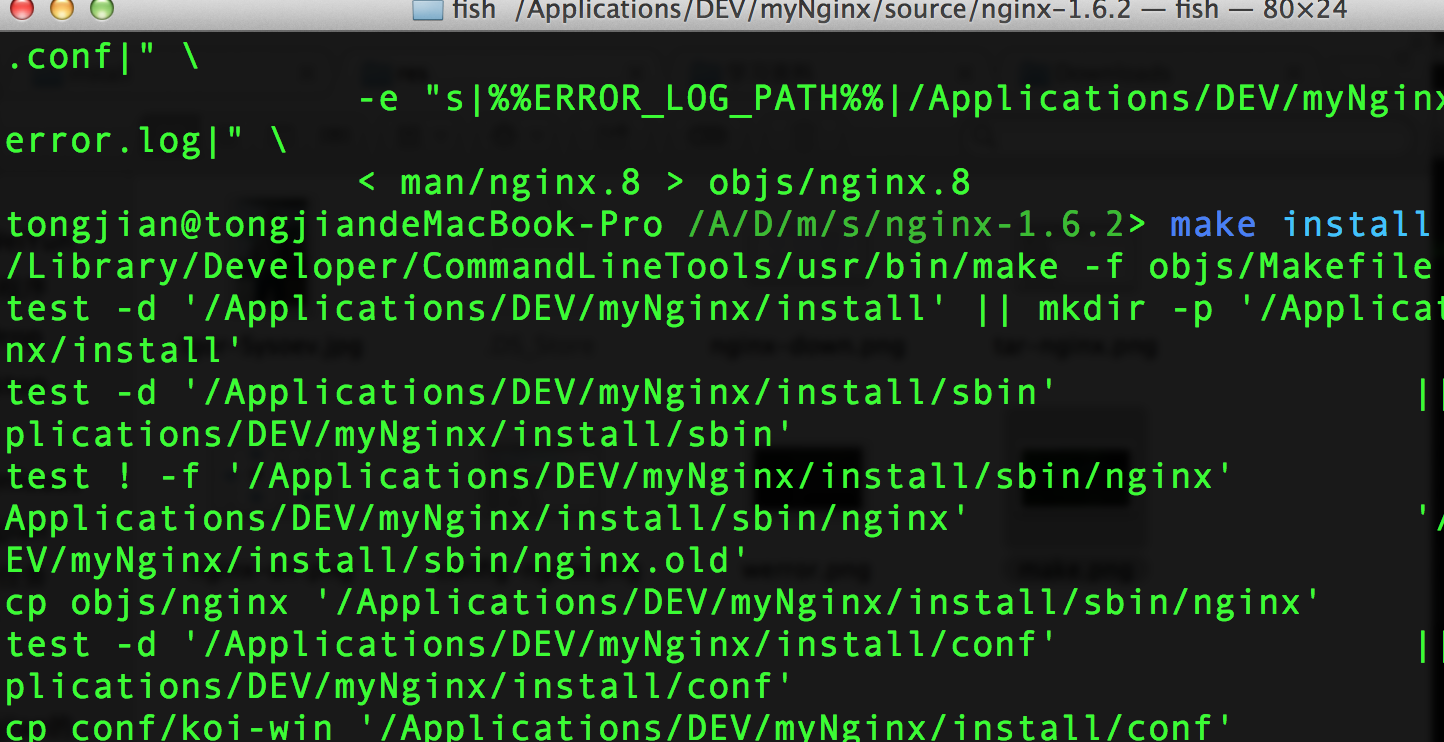 fish /Applications/DEV/myNginx/source/nginx-1.6.2 — fish — 80×24
.conf|" \
-e "s|%%ERROR_LOG_PATH%%|/Applications/DEV/myNginx
error.log|" \
< man/nginx.8 > objs/nginx.8
tongjian@tongjiandeMacBook-Pro /A/D/m/s/nginx-1.6.2> make install
/Library/Developer/CommandLineTools/usr/bin/make -f objs/Makefile
test -d '/Applications/DEV/myNginx/install' || mkdir -p '/Applicat
nx/install'
test -d '/Applications/DEV/myNginx/install/sbin' ||
plications/DEV/myNginx/install/sbin'
test ! -f '/Applications/DEV/myNginx/install/sbin/nginx'
Applications/DEV/myNginx/install/sbin/nginx' '/
EV/myNginx/install/sbin/nginx.old'
cp objs/nginx '/Applications/DEV/myNginx/install/sbin/nginx'
test -d '/Applications/DEV/myNginx/install/conf' ||
plications/DEV/myNginx/install/conf'
cp conf/koi-win '/Applications/DEV/myNginx/install/conf'